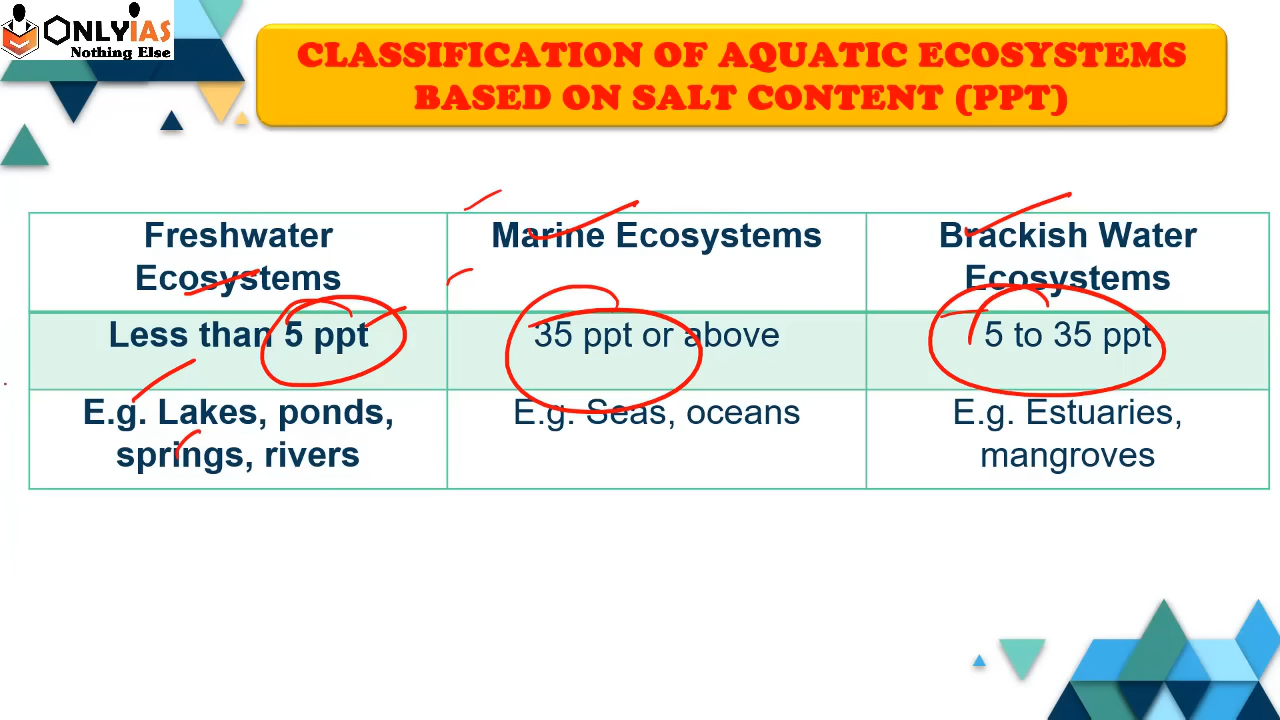 ONLYIAS
Nothing Else
CLASSIFICATION OF AQUATIC ECOSYSTEMS
BASED ON SALT CONTENT (PPT)
Freshwater
Ecosystems
Marine Ecosystems
Brackish Water
Ecosystems
Less than 5 ppt
35 ppt or above
5 to 35 ppt
E.g. Lakes, ponds,
springs, rivers
E.g. Seas, oceans
E.g. Estuaries,
mangroves